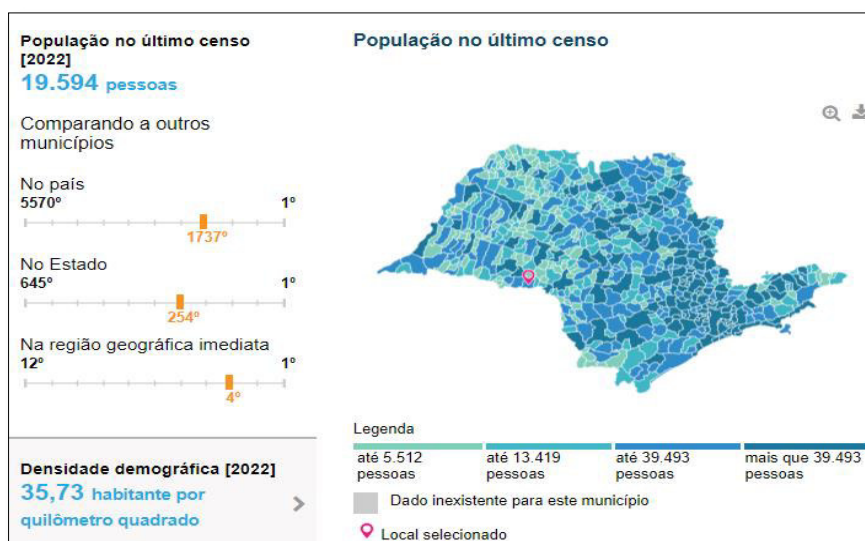 População no último censo
[2022]
19.594 pessoas
Comparando a outros
municípios
No país
5570º 1º
1737º
No Estado
645º 1º
254º
Na região geográfica imediata
12º 1º
4º
Densidade demográfica [2022]
35,73 habitante por
quilômetro quadrado
População no último censo
Legenda
até 5.512
pessoas
até 13.419
pessoas
até 39.493
pessoas
mais que 39.493
pessoas
Dado inexistente para este município
Local selecionado